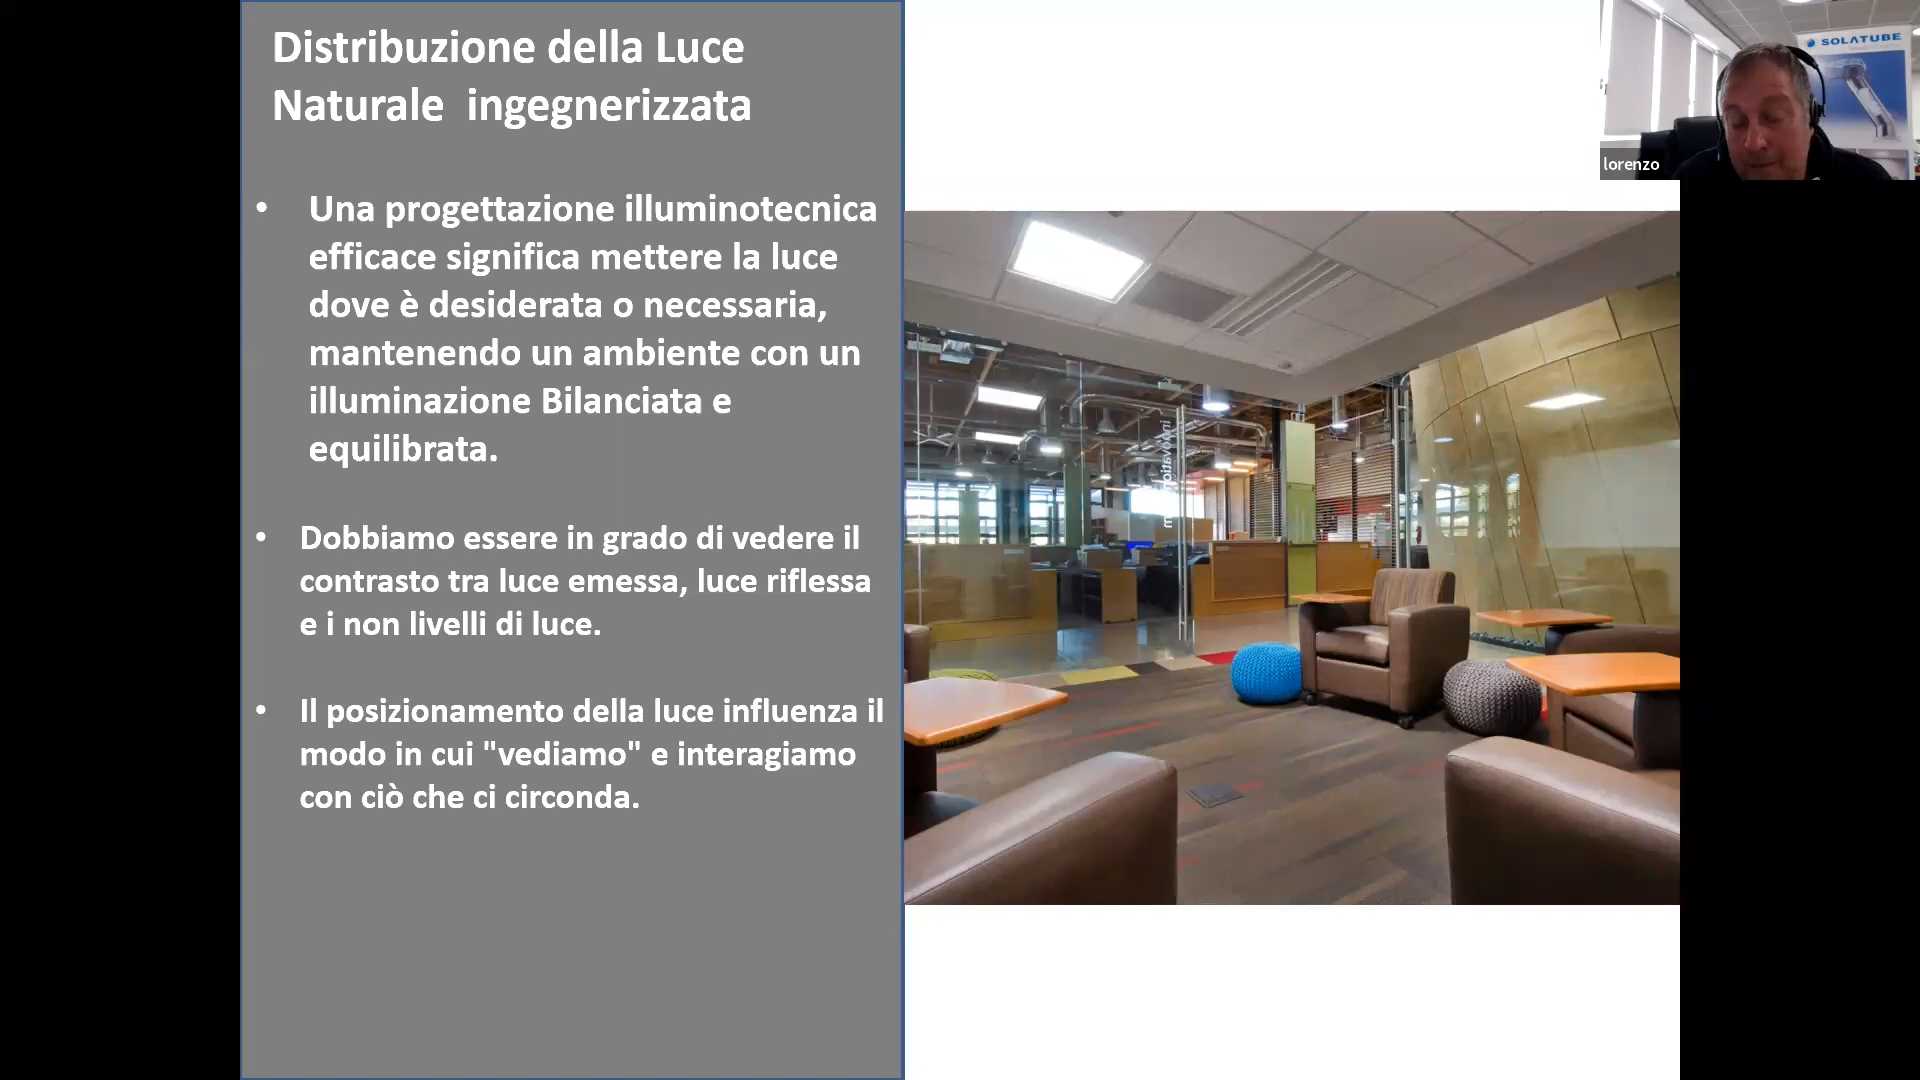 Distribuzione della Luce
Naturale  ingegnerizzata
• Una progettazione illuminotecnica
efficace significa mettere la luce
dove è desiderata o necessaria,
mantenendo un ambiente con un
illuminazione Bilanciata e
equilibrata.
• Dobbiamo essere in grado di vedere il
contrasto tra luce emessa, luce riflessa
e i non livelli di luce.
• Il posizionamento della luce influenza il
modo in cui "vediamo" e interagiamo
con ciò che ci circonda.
SOLATUBE
lorenzo